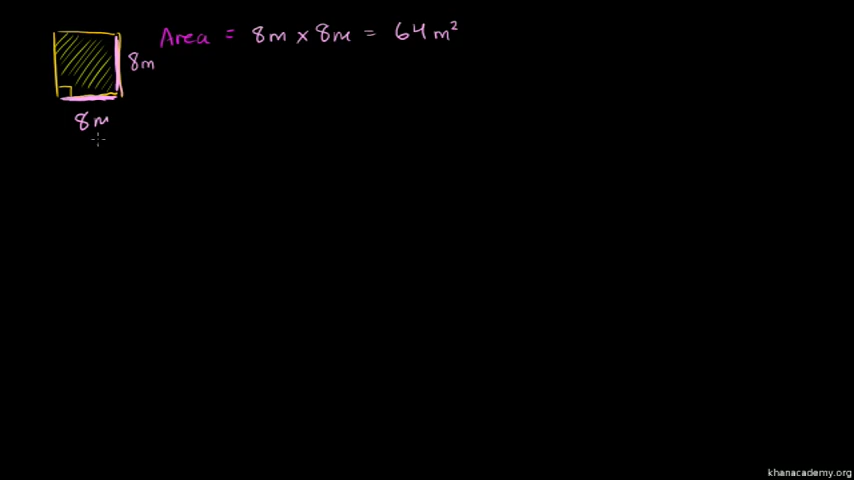 Area = 8m x 8m = 64 m²
8m
8m
khanacademy.org